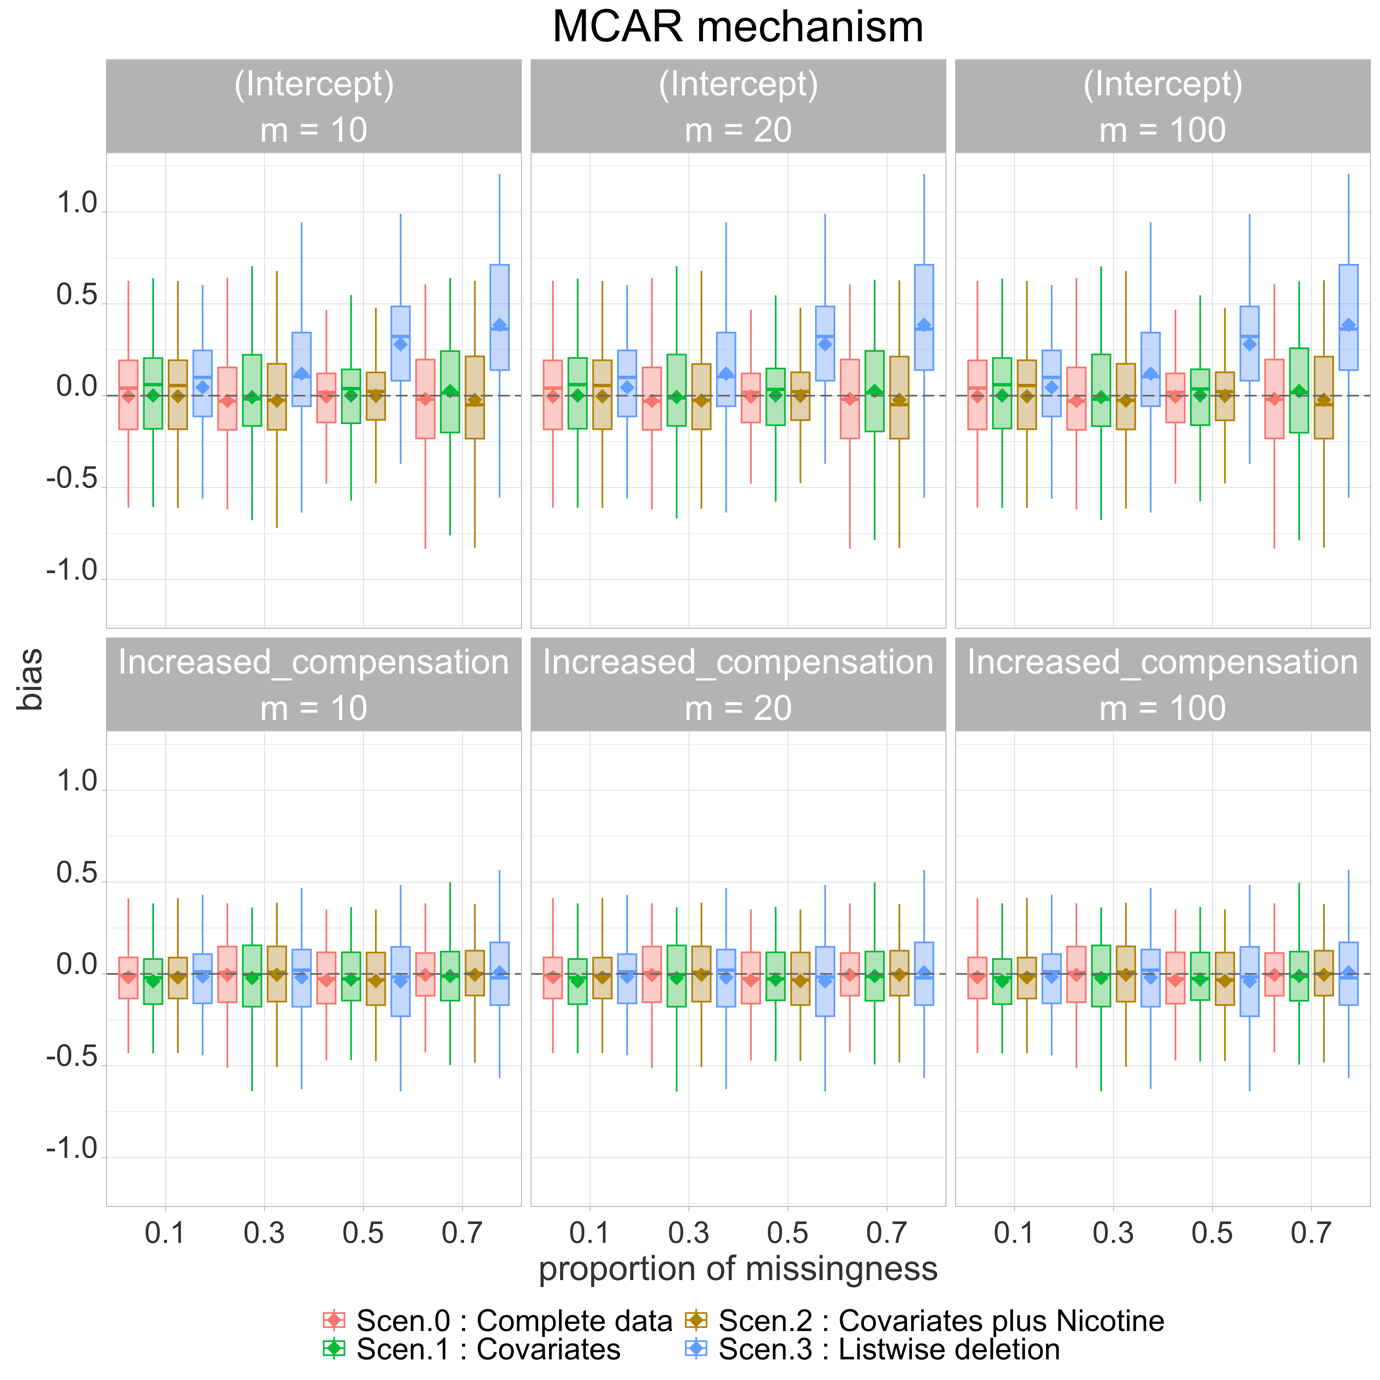 MCAR mechanism
(Intercept) (Intercept) (Intercept)
m = 10 m = 20 m = 100
1.0
0.5
0.0
-0.5
-1.0
bias
Increased_compensation Increased_compensation Increased_compensation
m = 10 m = 20 m = 100
1.0
0.5
0.0
-0.5
-1.0
0.1 0.3 0.5 0.7 0.1 0.3 0.5 0.7 0.1 0.3 0.5 0.7
proportion of missingness
Scen.0 : Complete data Scen.2 : Covariates plus Nicotine
Scen.1 : Covariates Scen.3 : Listwise deletion